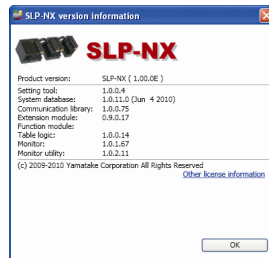 SLP-NX version information
SLP-NX
Product version: SLP-NX ( 1.00.0E )
Setting tool: 1.0.0.4
System database: 1.0.11.0 (Jun 4 2010)
Communication library: 1.0.0.75
Extension module: 0.9.0.17
Function module:
Table logic: 1.0.0.14
Monitor: 1.0.1.67
Monitor utility: 1.0.2.11
(c) 2009-2010 Yamatake Corporation All Rights Reserved
Other license information
OK